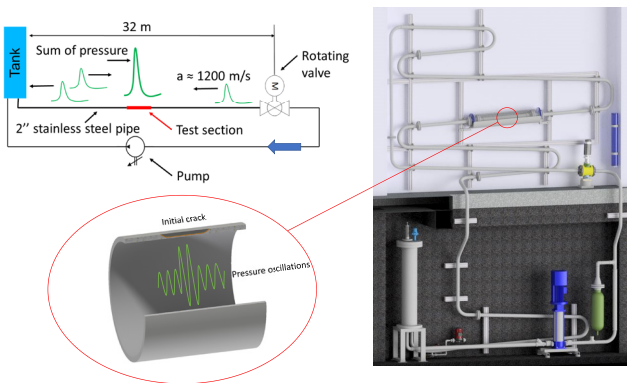 32 m
Tank
Sum of pressure
a ≈ 1200 m/s
Rotating
valve
M
2’’ stainless steel pipe
Test section
Pump
Initial crack
Pressure oscillations